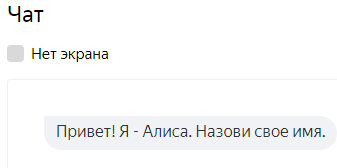 Чат
Нет экрана
Привет! Я - Алиса. Назови свое имя.